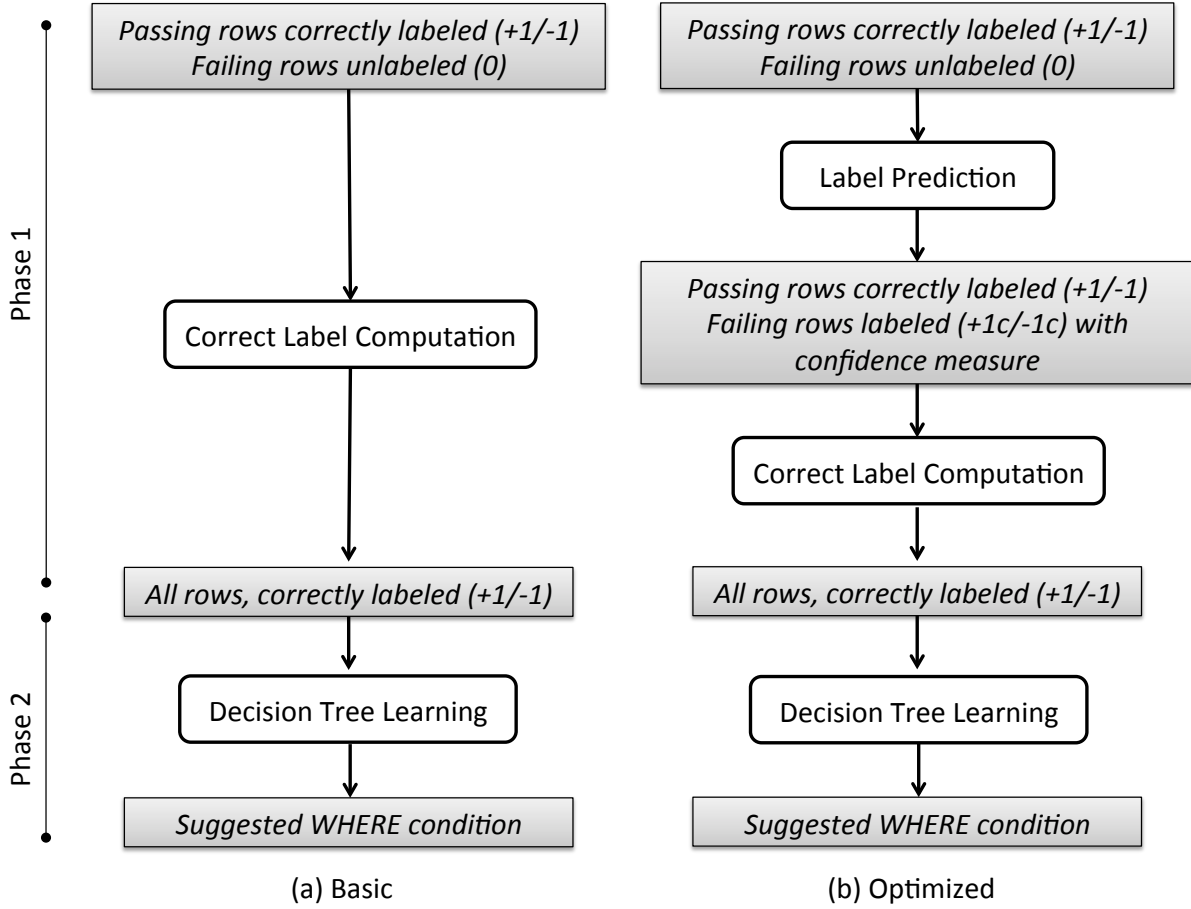 Phase 1
Phase 2
Passing rows correctly labeled (+1/-1)
Failing rows unlabeled (0)
Correct Label Computation
All rows, correctly labeled (+1/-1)
Decision Tree Learning
Suggested WHERE condition
(a) Basic
Passing rows correctly labeled (+1/-1)
Failing rows unlabeled (0)
Label Prediction
Passing rows correctly labeled (+1/-1)
Failing rows labeled (+1c/-1c) with
confidence measure
Correct Label Computation
All rows, correctly labeled (+1/-1)
Decision Tree Learning
Suggested WHERE condition
(b) Optimized